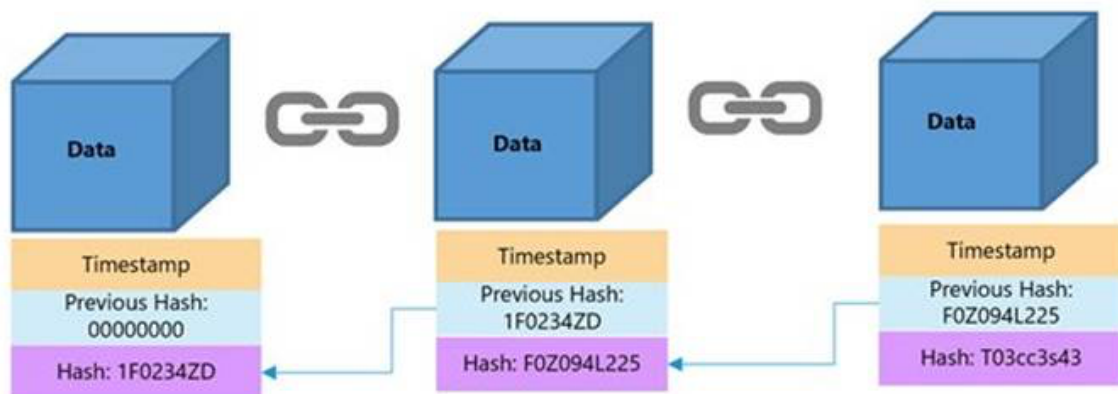 Data
Timestamp
Previous Hash:
00000000
Hash: 1F0234ZD
Data
Timestamp
Previous Hash:
1F0234ZD
Hash: F0Z094L225
Data
Timestamp
Previous Hash:
F0Z094L225
Hash: T03cc3s43